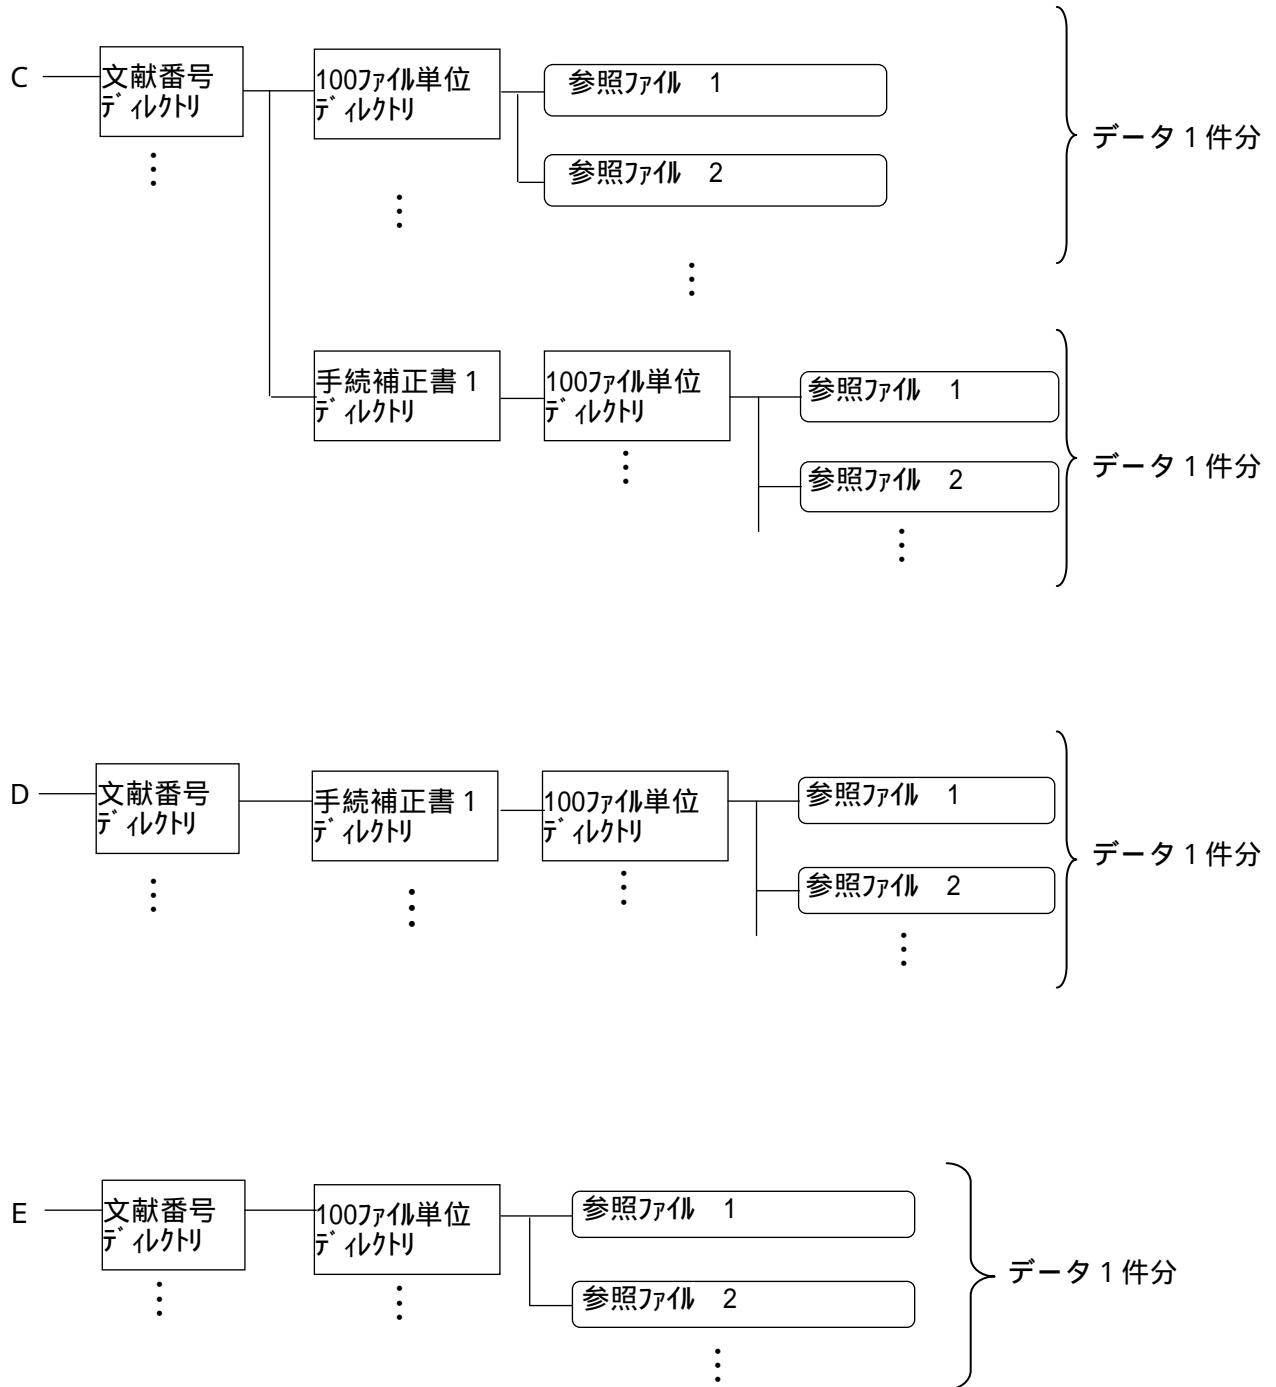 C
文献番号
ディレクトリ
100ファイル単位
ディレクトリ
参照ファイル 1
参照ファイル 2
データ1件分
手続補正書1
ディレクトリ
100ファイル単位
ディレクトリ
参照ファイル 1
参照ファイル 2
データ1件分
D
文献番号
ディレクトリ
手続補正書1
ディレクトリ
100ファイル単位
ディレクトリ
参照ファイル 1
参照ファイル 2
データ1件分
E
文献番号
ディレクトリ
100ファイル単位
ディレクトリ
参照ファイル 1
参照ファイル 2
データ1件分